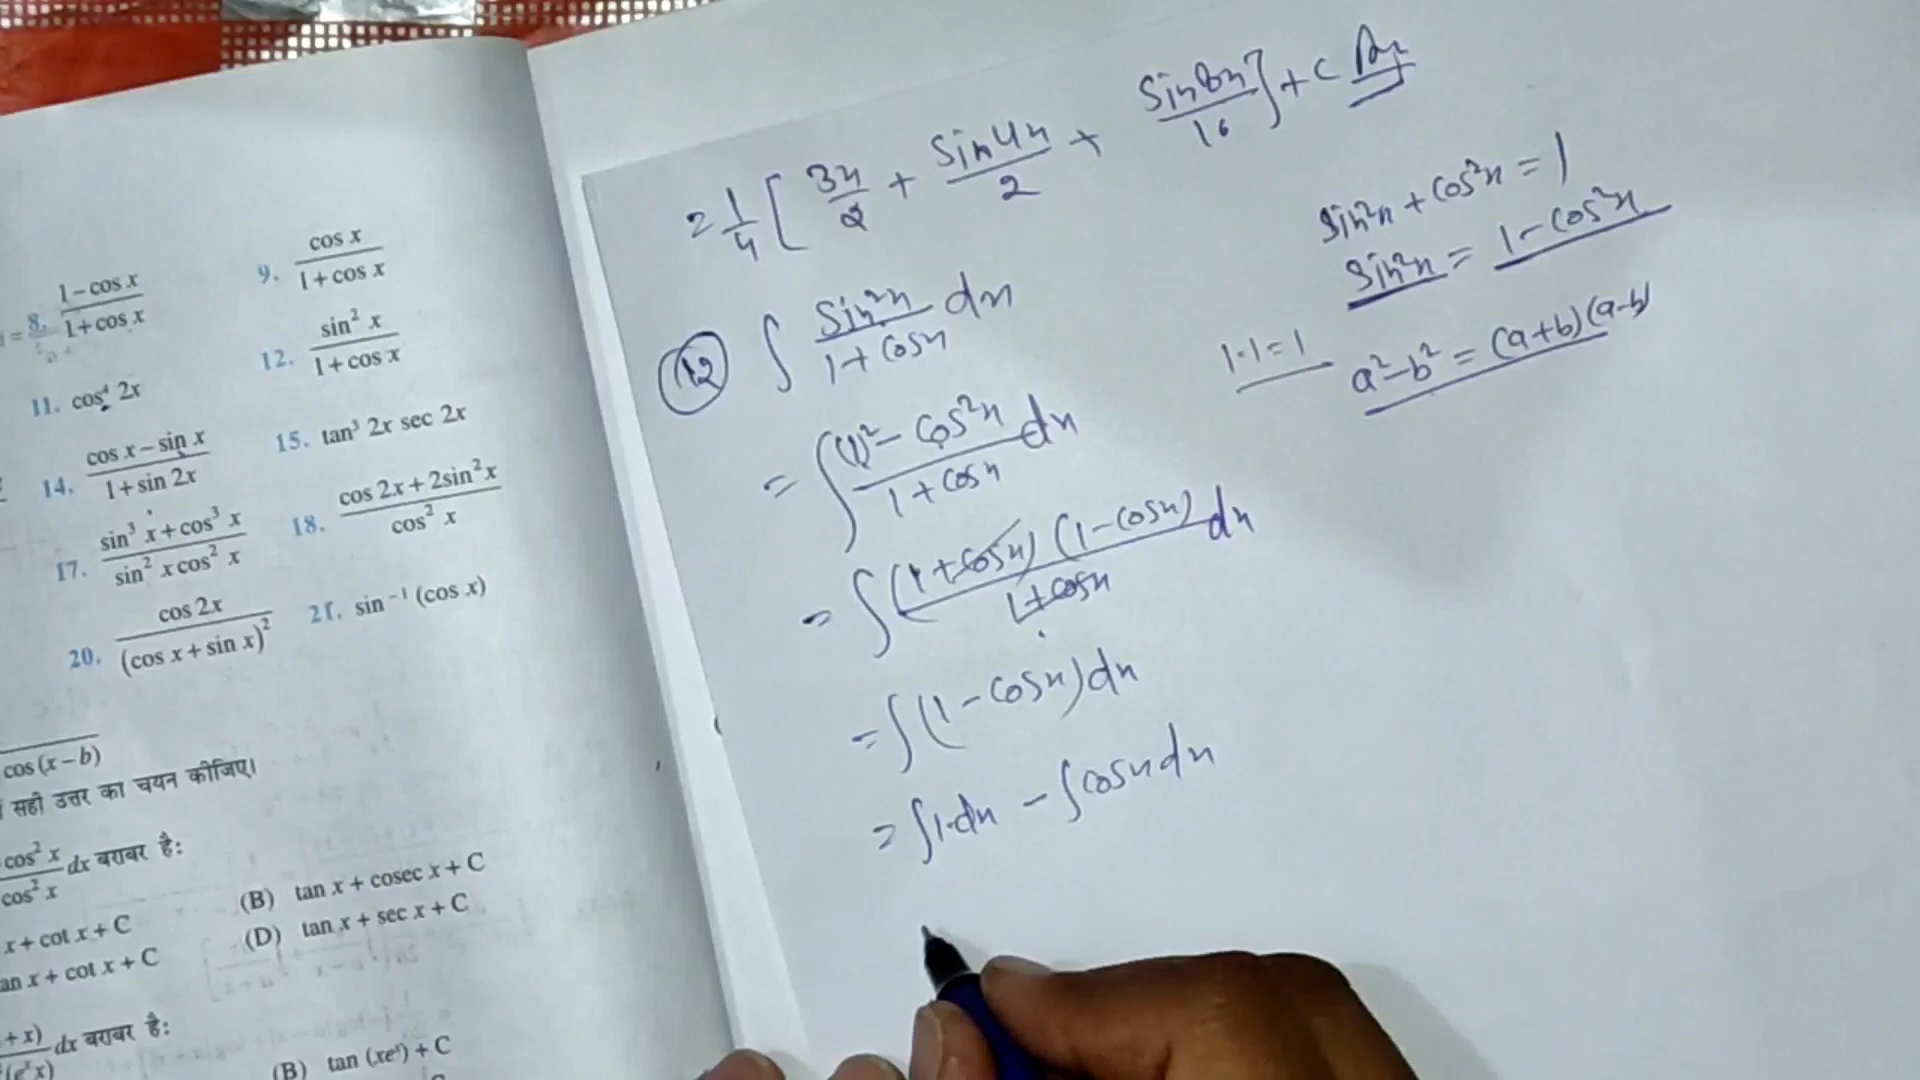 8. 1 – cos x / 1 + cos x
9. cos x / 1 + cos x
11. cos⁴ 2x
12. sin² x / 1 + cos x
14. cos x – sin x / 1 + sin 2x
15. tan³ 2x sec 2x
17. sin³ x + cos³ x / sin² x cos² x
18. cos 2x + 2sin² x / cos² x
20. cos 2x / (cos x + sin x)²
21. sin⁻¹ (cos x)
cos (x – b)
सही उत्तर का चयन कीजिए।
cos² x / cos² x dx बराबर है:
x + cot x + C
(B) tan x + cosec x + C
an x + cot x + C
(D) tan x + sec x + C
+ x) / (eˣ x) dx बराबर है:
(B) tan (xeˣ) + C
= 1/4 [ 3x/2 + Sin4x/2 + Sin8x/16 ] + C
(12) ∫ Sin²x / 1 + Cosx dx
= ∫ (1)² – Cos²x / 1 + Cosx dx
= ∫ (1 + Cosx) (1 – Cosx) / 1 + Cosx dx
= ∫ (1 – Cosx) dx
= ∫ 1·dx – ∫ Cosx dx
Sin²x + Cos²x = 1
Sin²x = 1 – Cos²x
1·1 = 1
a² – b² = (a+b)(a–b)